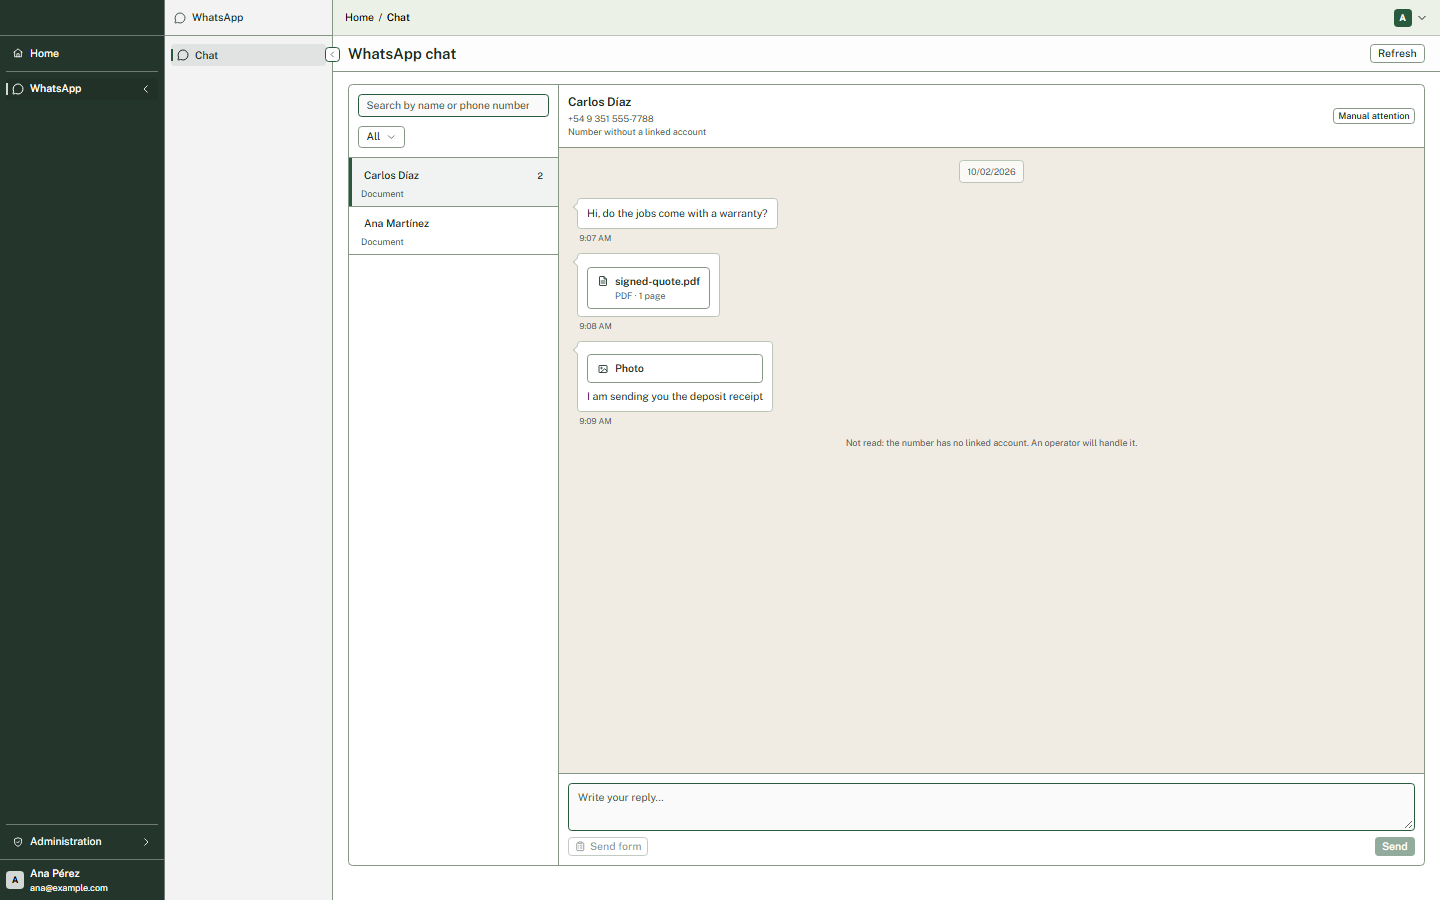 Home
WhatsApp
Administration
A
Ana Pérez
ana@example.com
WhatsApp
Chat
Home / Chat
A
WhatsApp chat
Refresh
Search by name or phone number
All
Carlos Díaz 2
Document
Ana Martínez
Document
Carlos Díaz
+54 9 351 555-7788
Number without a linked account
Manual attention
10/02/2026
Hi, do the jobs come with a warranty?
9:07 AM
signed-quote.pdf
PDF · 1 page
9:08 AM
Photo
I am sending you the deposit receipt
9:09 AM
Not read: the number has no linked account. An operator will handle it.
Write your reply...
Send form
Send